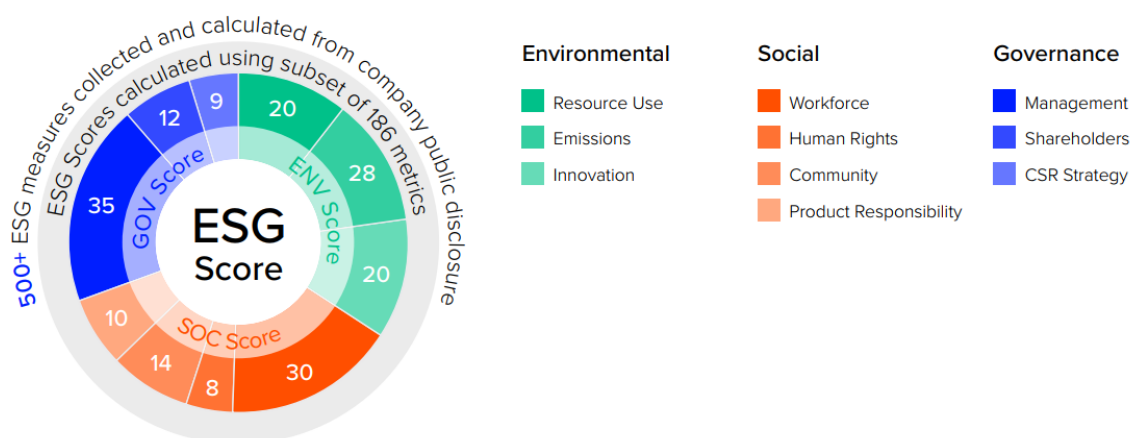 500+ ESG measures collected and calculated from company public disclosure
ESG Scores calculated using subset of 186 metrics
20
28
20
30
8
14
10
35
12
9
ENV Score
SOC Score
GOV Score
ESG
Score
Environmental
Resource Use
Emissions
Innovation
Social
Workforce
Human Rights
Community
Product Responsibility
Governance
Management
Shareholders
CSR Strategy